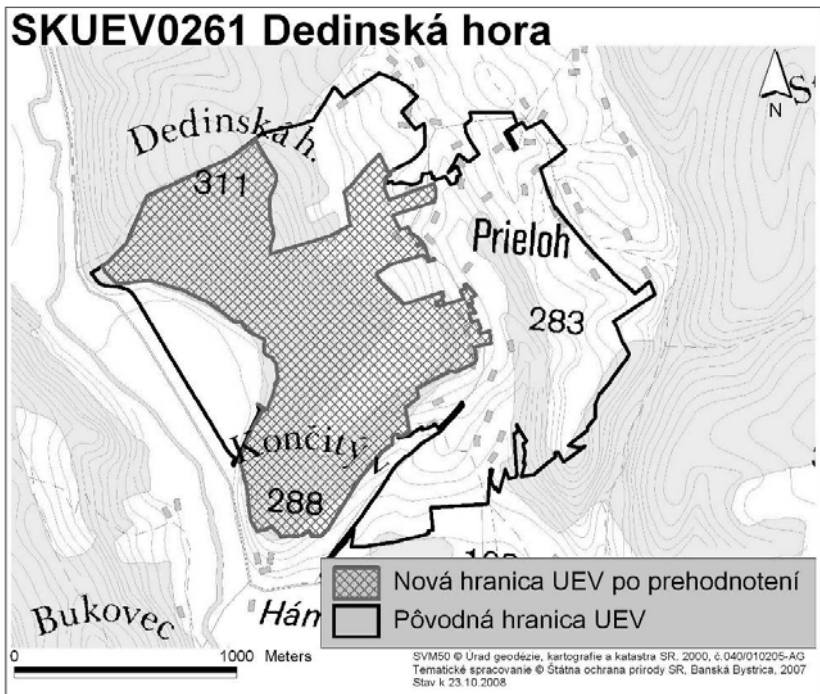 SKUEV0261 Dedinská hora
Dedinská h.
311
N
Prieloh
283
Končitý v.
288
Bukovec
Nová hranica UEV po prehodnotení
Pôvodná hranica UEV
0 1000 Meters
SVM50 © Úrad geodézie, kartografie a katastra SR, 2000, č.040/010205-AG
Tematické spracovanie © Štátna ochrana prírody SR, Banská Bystrica, 2007
Stav k 23.10.2008